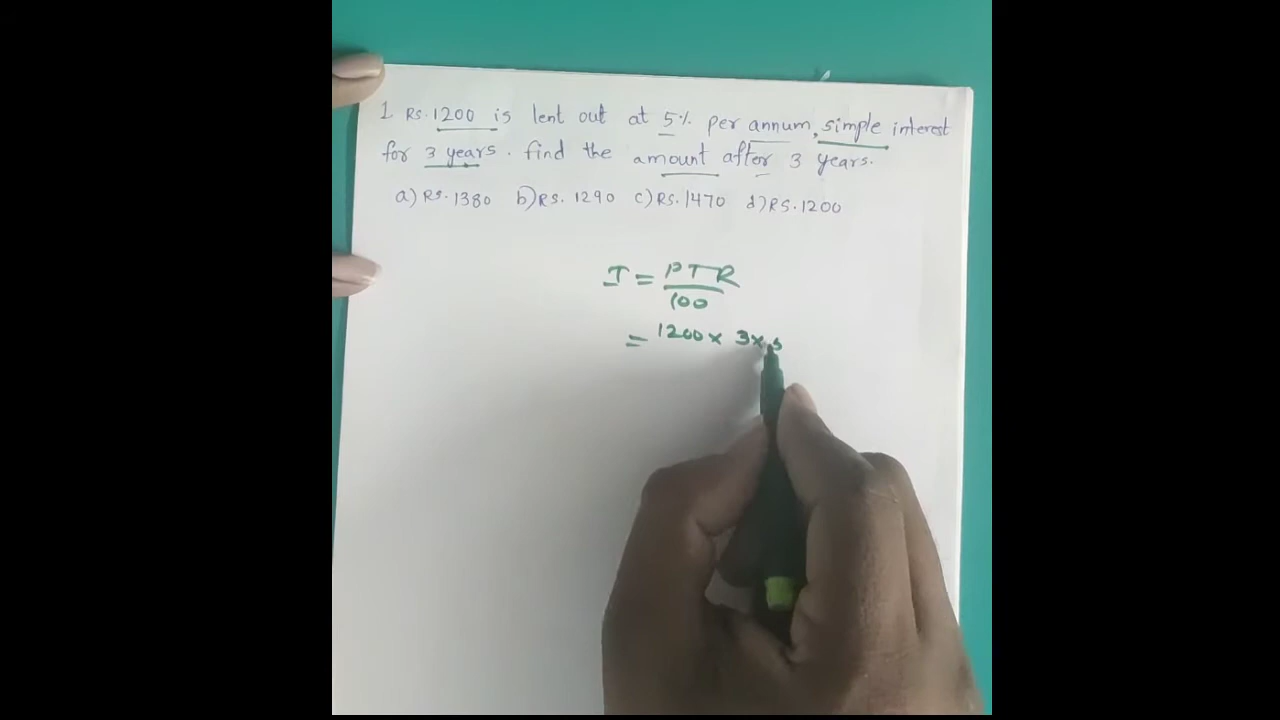 1 Rs. 1200 is lent out at 5% per annum, simple interest
for 3 years. find the amount after 3 years.
a) Rs. 1380 b) Rs. 1290 c) Rs. 1470 d) Rs. 1200
I = PTR
100
= 1200 × 3 × 5